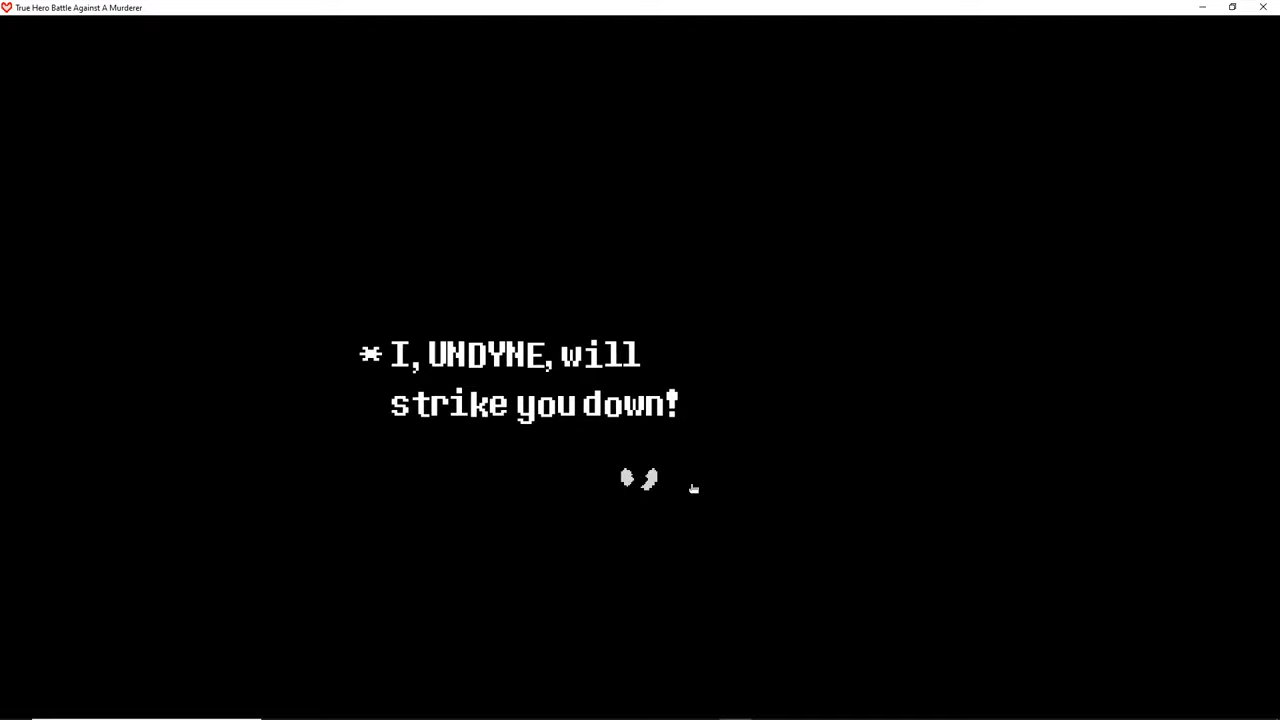 True Hero Battle Against A Murderer
* I, UNDYNE, will
strike you down!